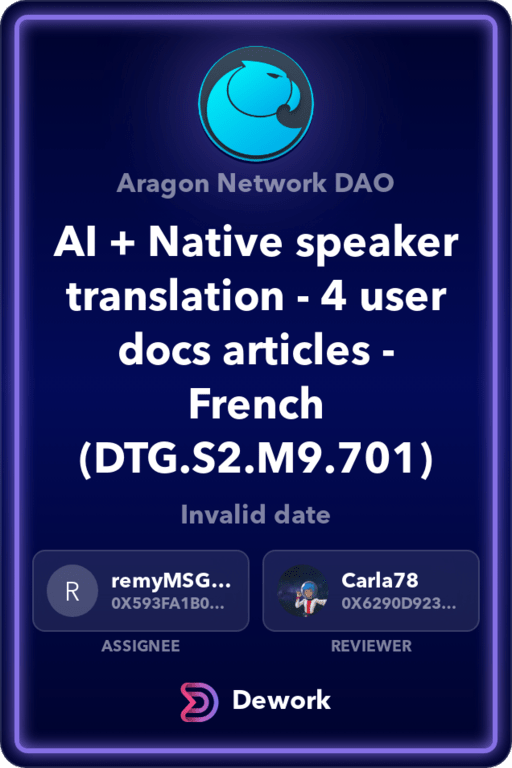 Aragon Network DAO
AI + Native speaker
translation - 4 user
docs articles -
French
(DTG.S2.M9.701)
Invalid date
R
remyMSG...
0X593FA1B0...
Carla78
0X6290D923...
ASSIGNEE
REVIEWER
Dework